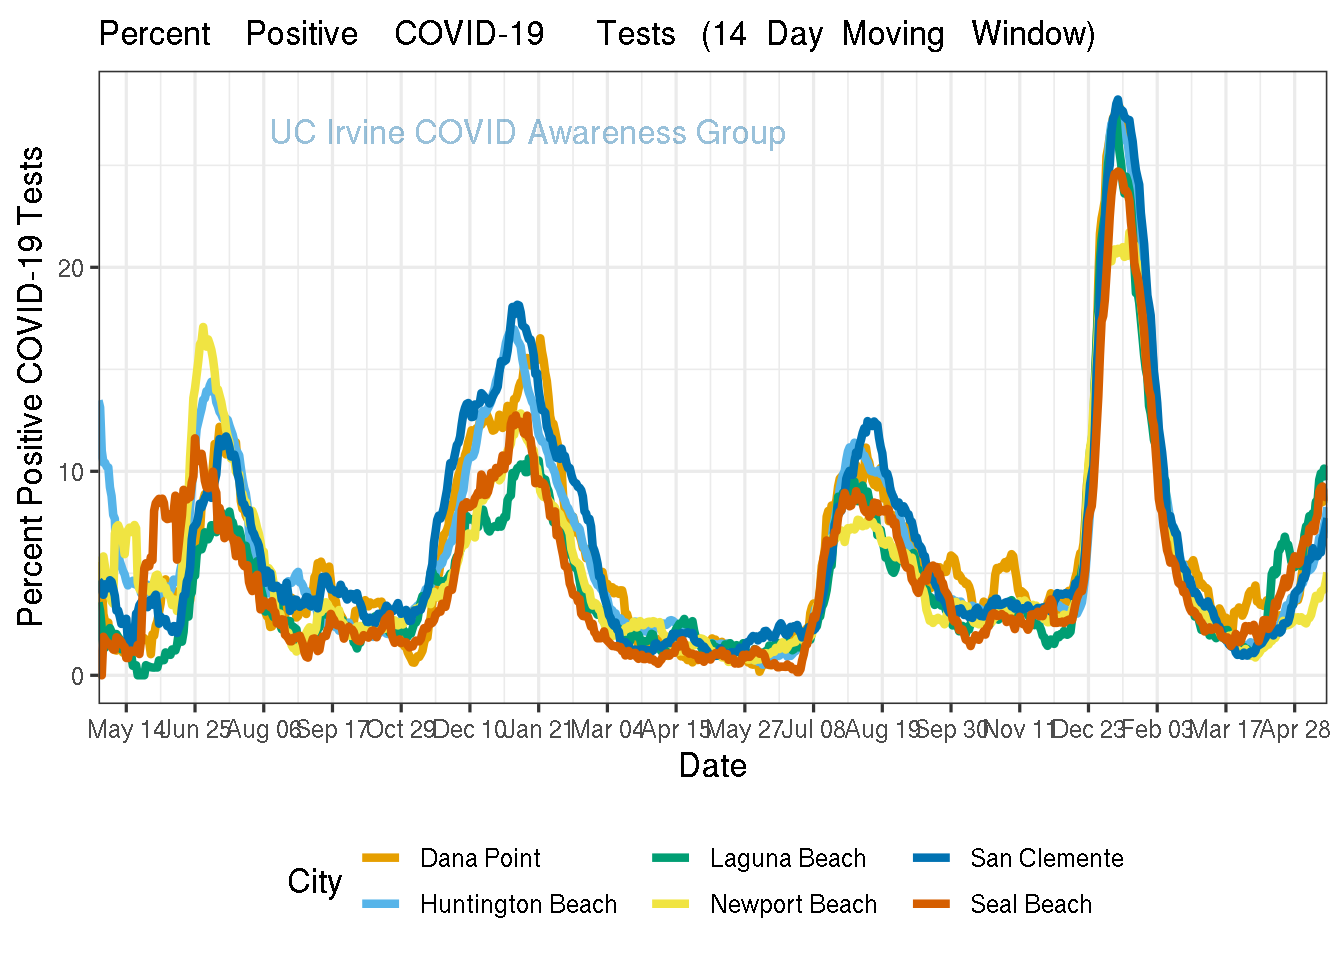 Percent Positive COVID-19 Tests (14 Day Moving Window)
UC Irvine COVID Awareness Group
Percent Positive COVID-19 Tests
20
10
0
May 14 Jun 25 Aug 06 Sep 17 Oct 29 Dec 10 Jan 21 Mar 04 Apr 15 May 27 Jul 08 Aug 19 Sep 30 Nov 11 Dec 23 Feb 03 Mar 17 Apr 28
Date
City
Dana Point Laguna Beach San Clemente
Huntington Beach Newport Beach Seal Beach